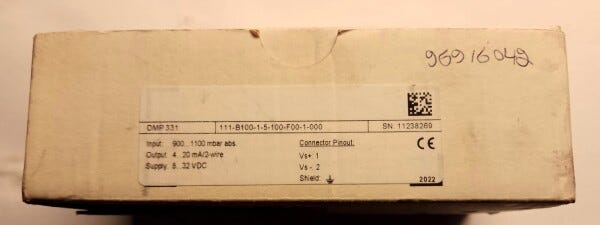 96916042
DMP 331 111-B100-1-5-100-F00-1-000 SN: 11238269
Input: 900...1100 mbar abs. Connector Pinout:
Output: 4...20 mA/2-wire Vs+ 1
Supply: 8...32 VDC Vs - 2
Shield:
CE
2022